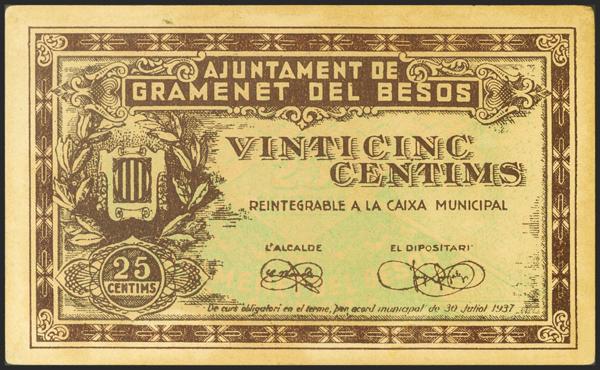 AJUNTAMENT DE
GRAMENET DEL BESOS
VINTICINC
CENTIMS
REINTEGRABLE A LA CAIXA MUNICIPAL
L'ALCALDE EL DIPOSITARI
25
CENTIMS
De curs obligatori en el terme, per acord municipal de 30 Juliol 1937